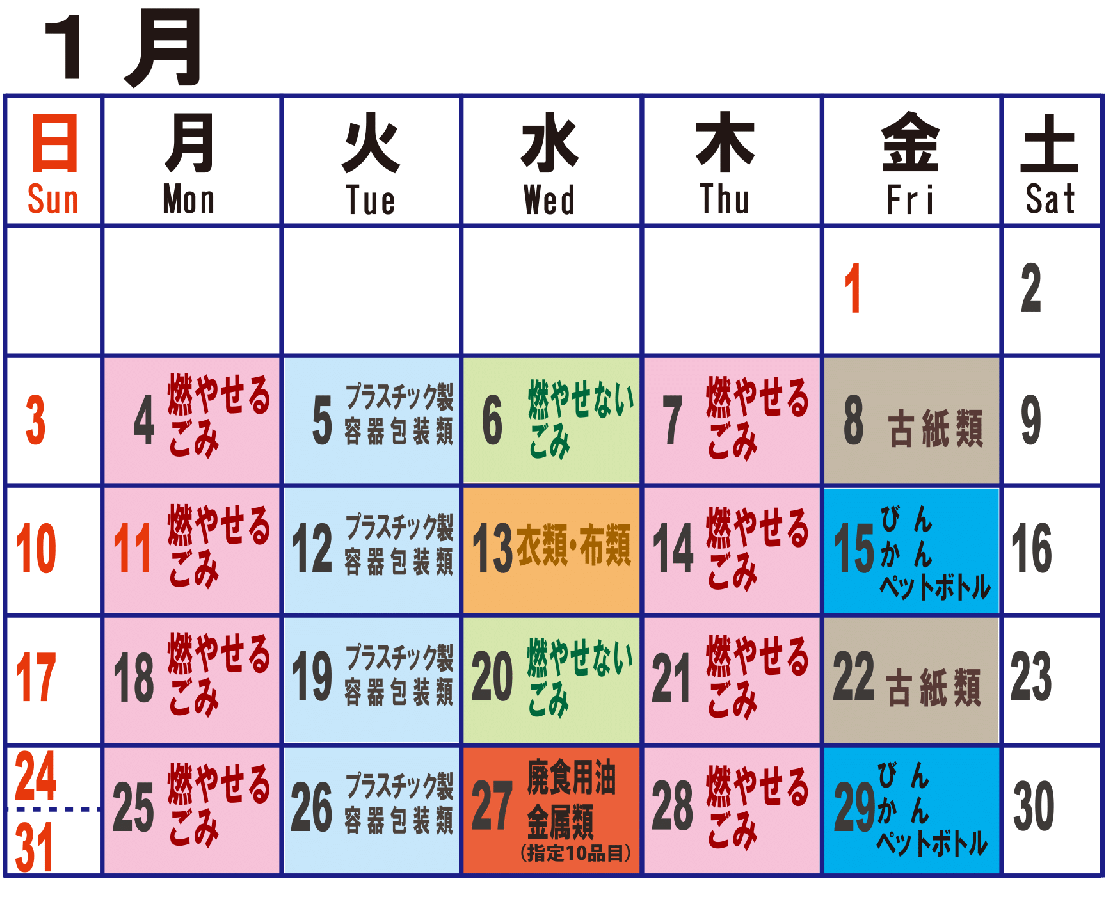 1月
日 月 火 水 木 金 土
Sun Mon Tue Wed Thu Fri Sat
1
2
3
4 燃やせる
ごみ
5 プラスチック製
容器包装類
6 燃やせない
ごみ
7 燃やせる
ごみ
8 古紙類
9
10
11 燃やせる
ごみ
12 プラスチック製
容器包装類
13 衣類・布類
14 燃やせる
ごみ
15 びん
かん
ペットボトル
16
17
18 燃やせる
ごみ
19 プラスチック製
容器包装類
20 燃やせない
ごみ
21 燃やせる
ごみ
22 古紙類
23
24
31
25 燃やせる
ごみ
26 プラスチック製
容器包装類
27 廃食用油
金属類
(指定10品目)
28 燃やせる
ごみ
29 びん
かん
ペットボトル
30